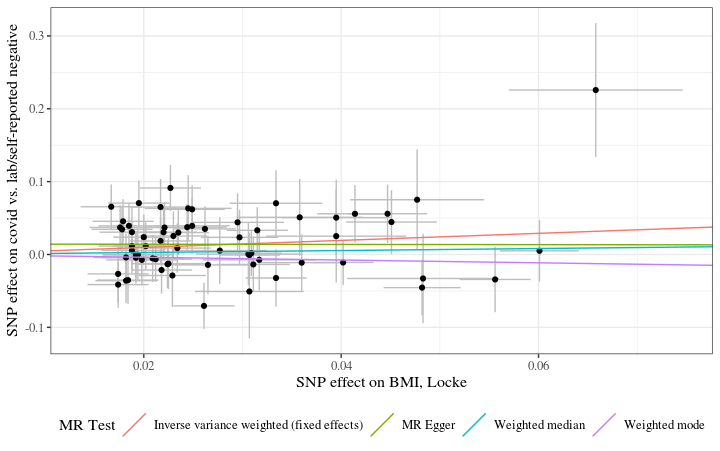 SNP effect on covid vs. lab/self-reported negative
0.3
0.2
0.1
0.0
-0.1
0.02 0.04 0.06
SNP effect on BMI, Locke
MR Test Inverse variance weighted (fixed effects) MR Egger Weighted median Weighted mode